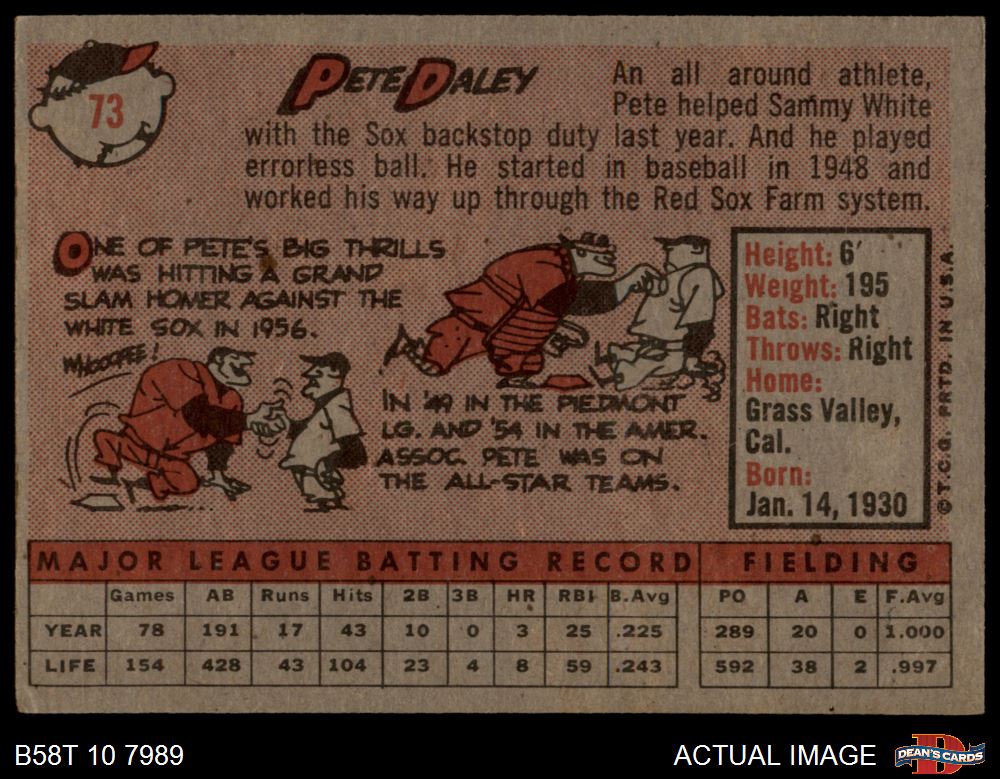 73
PETE DALEY
An all around athlete,
Pete helped Sammy White
with the Sox backstop duty last year. And he played
errorless ball. He started in baseball in 1948 and
worked his way up through the Red Sox Farm system.
ONE OF PETE'S BIG THRILLS
WAS HITTING A GRAND
SLAM HOMER AGAINST THE
WHITE SOX IN 1956.
WHOOPEE!
IN '49 IN THE PIEDMONT
LG. AND '54 IN THE AMER.
ASSOC. PETE WAS ON
THE ALL-STAR TEAMS.
Height: 6'
Weight: 195
Bats: Right
Throws: Right
Home:
Grass Valley,
Cal.
Born:
Jan. 14, 1930
© T.C.G. PRTD. IN U.S.A.
MAJOR LEAGUE BATTING RECORD FIELDING
Games AB Runs Hits 2B 3B HR RBI B.Avg PO A E F.Avg
YEAR 78 191 17 43 10 0 3 25 .225 289 20 0 1.000
LIFE 154 428 43 104 23 4 8 59 .243 592 38 2 .997
B58T 10 7989
ACTUAL IMAGE
DEAN'S CARDS